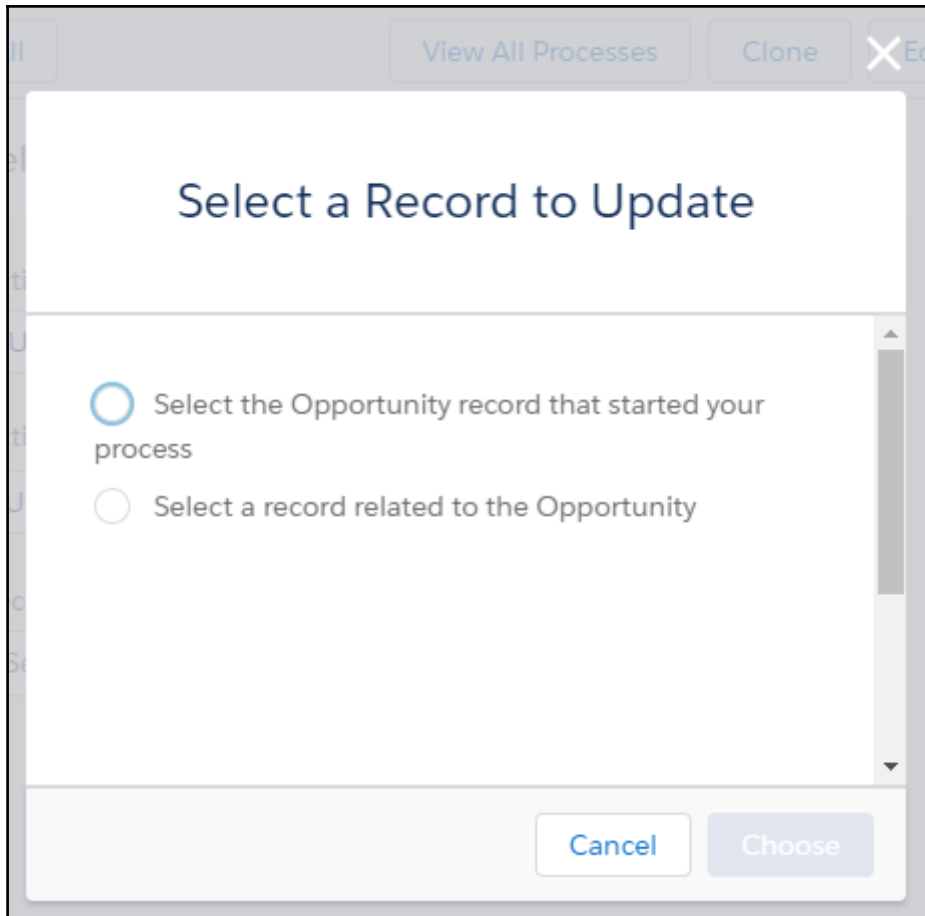 View All Processes
Clone
Select a Record to Update
Select the Opportunity record that started your
process
Select a record related to the Opportunity
Cancel
Choose